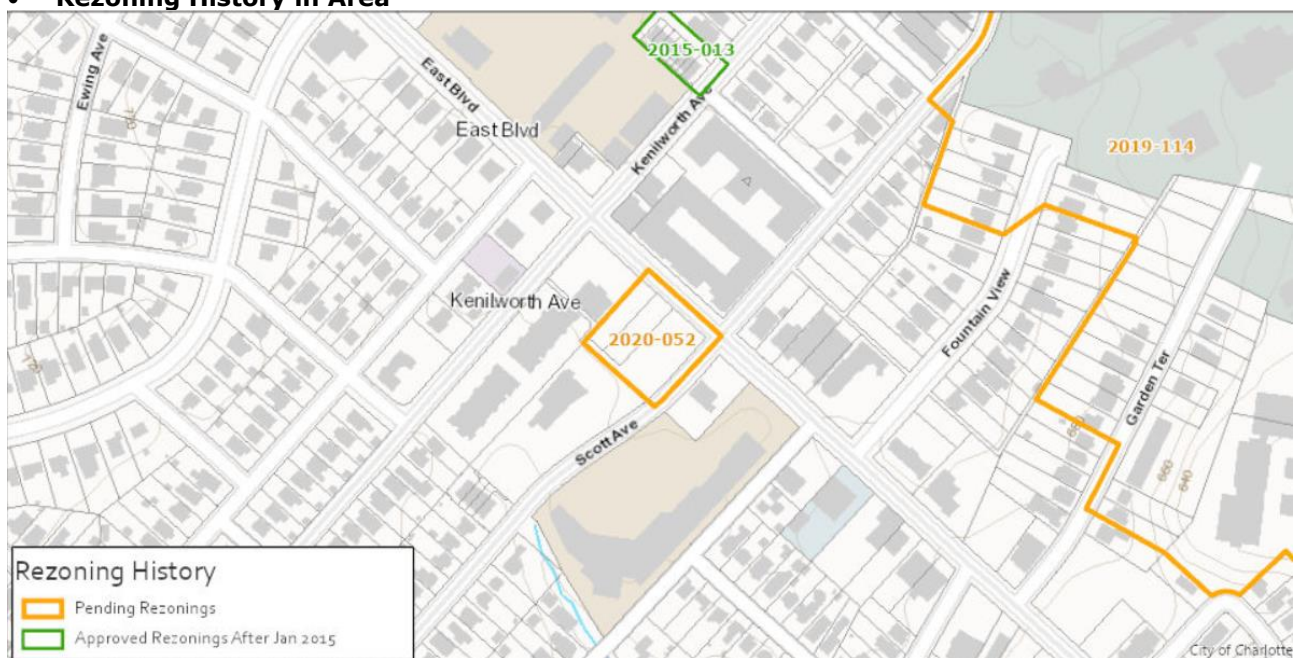 • Rezoning History in Area
2015-013
Ewing Ave
East Blvd
East Blvd
Kenilworth Ave
2019-114
Kenilworth Ave
2020-052
Fountain View
Garden Ter
Scott Ave
660
640
Rezoning History
Pending Rezonings
Approved Rezonings After Jan 2015
City of Charlotte